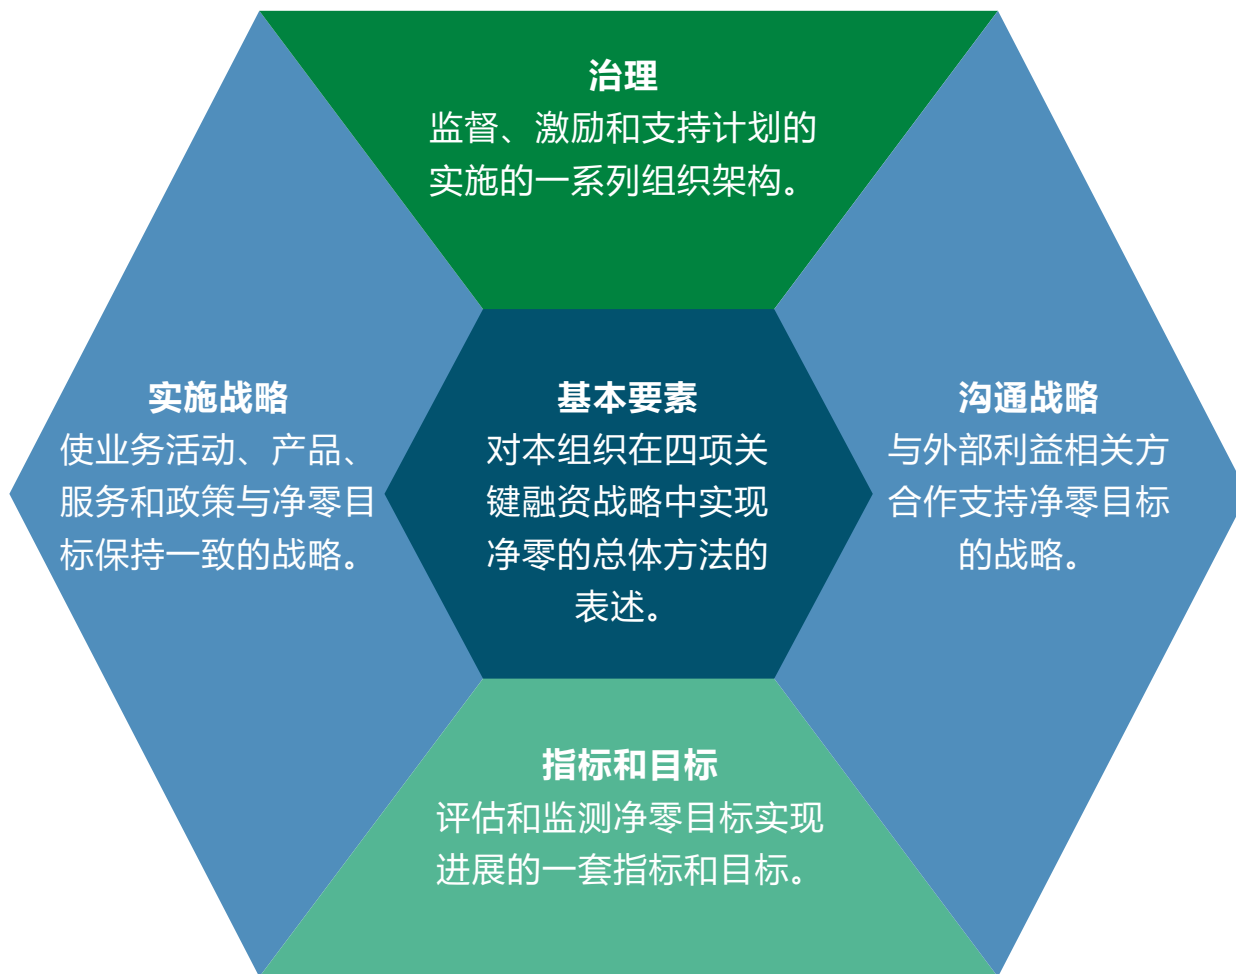 治理
监督、激励和支持计划的
实施的一系列组织架构。
实施战略
使业务活动、产品、
服务和政策与净零目
标保持一致的战略。
基本要素
对本组织在四项关
键融资战略中实现
净零的总体方法的
表述。
沟通战略
与外部利益相关方
合作支持净零目标
的战略。
指标和目标
评估和监测净零目标实现
进展的一套指标和目标。